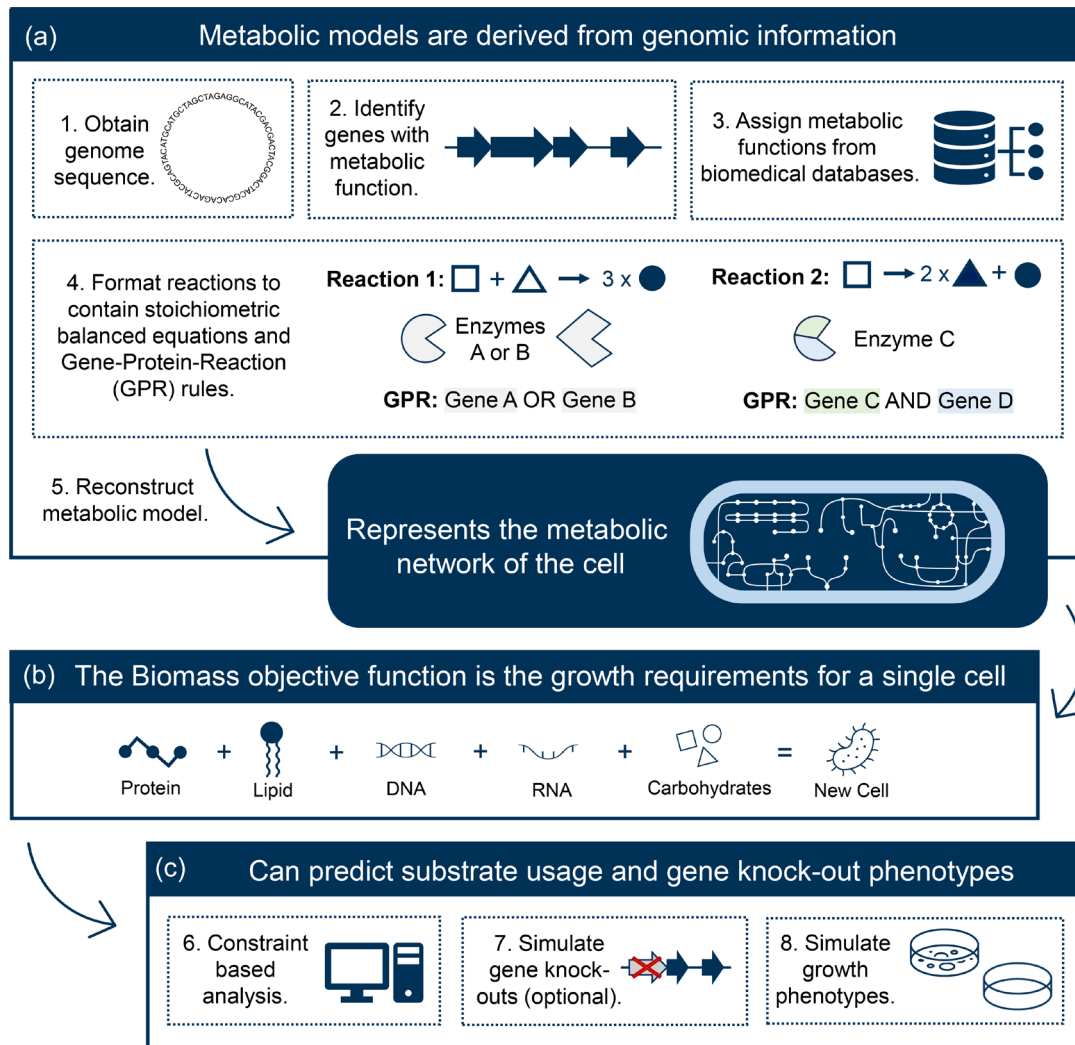 (a) Metabolic models are derived from genomic information
1. Obtain
genome
sequence.
2. Identify
genes with
metabolic
function.
3. Assign metabolic
functions from
biomedical databases.
4. Format reactions to
contain stoichiometric
balanced equations and
Gene-Protein-Reaction
(GPR) rules.
Reaction 1: + 3 x
Enzymes
A or B
GPR: Gene A OR Gene B
Reaction 2: 2 x +
Enzyme C
GPR: Gene C AND Gene D
5. Reconstruct
metabolic model.
Represents the metabolic
network of the cell
(b) The Biomass objective function is the growth requirements for a single cell
+ + + + =
Protein Lipid DNA RNA Carbohydrates New Cell
(c) Can predict substrate usage and gene knock-out phenotypes
6. Constraint
based
analysis.
7. Simulate
gene knock-
outs (optional).
8. Simulate
growth
phenotypes.